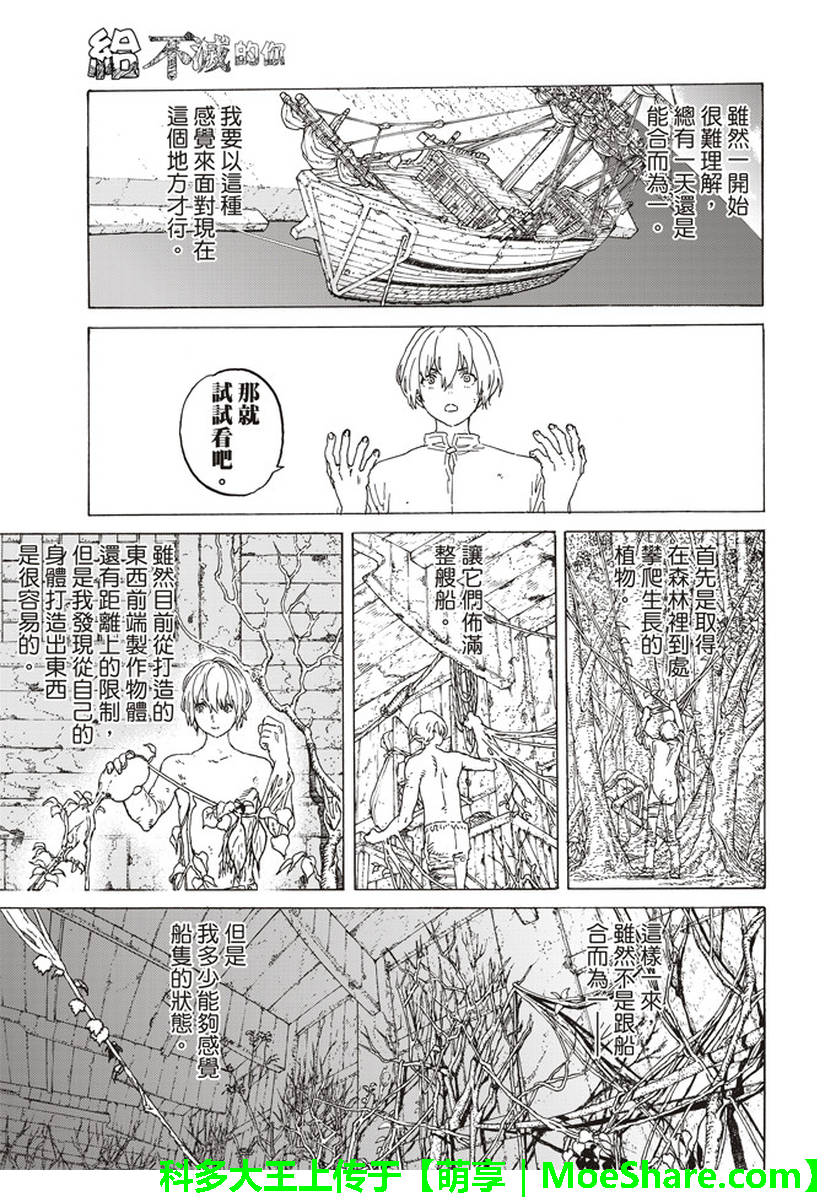 給不滅的你
雖然一開始
很難理解，
總有一天還是
能合而為一。
我要以這種
感覺來面對現在
這個地方才行。
那就
試試看吧。
首先是取得
在森林裡到處
攀爬生長的
植物。
讓它們佈滿
整艘船。
雖然目前從打造的
東西前端製作物體
還有距離上的限制，
但是我發現從自己的
身體打造出東西
是很容易的。
這樣一來，
雖然不是跟船
合而為一——
但是
我多少能夠感覺
船隻的狀態。
科多大王上传于【萌享｜MoeShare.com】